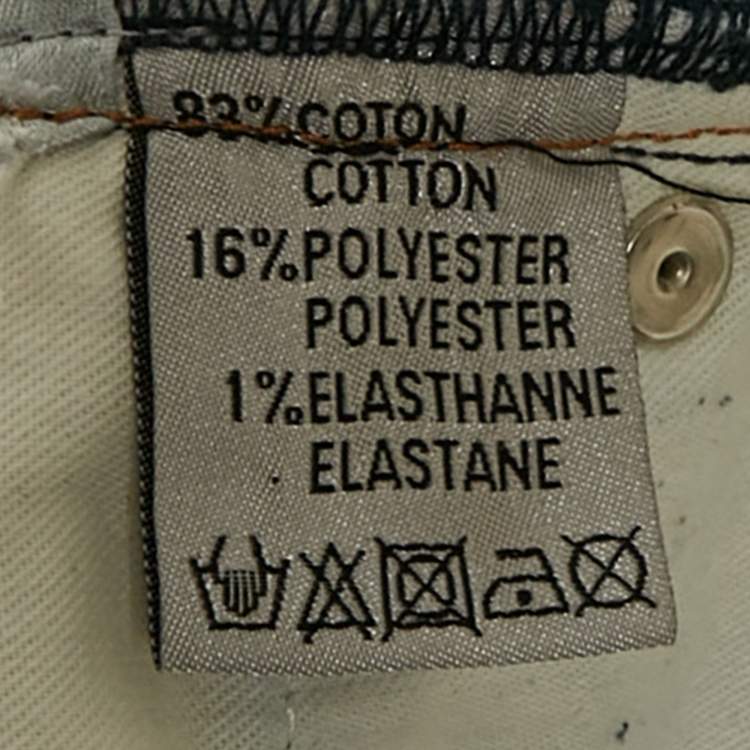 83% COTON
COTTON
16% POLYESTER
POLYESTER
1% ELASTHANNE
ELASTANE